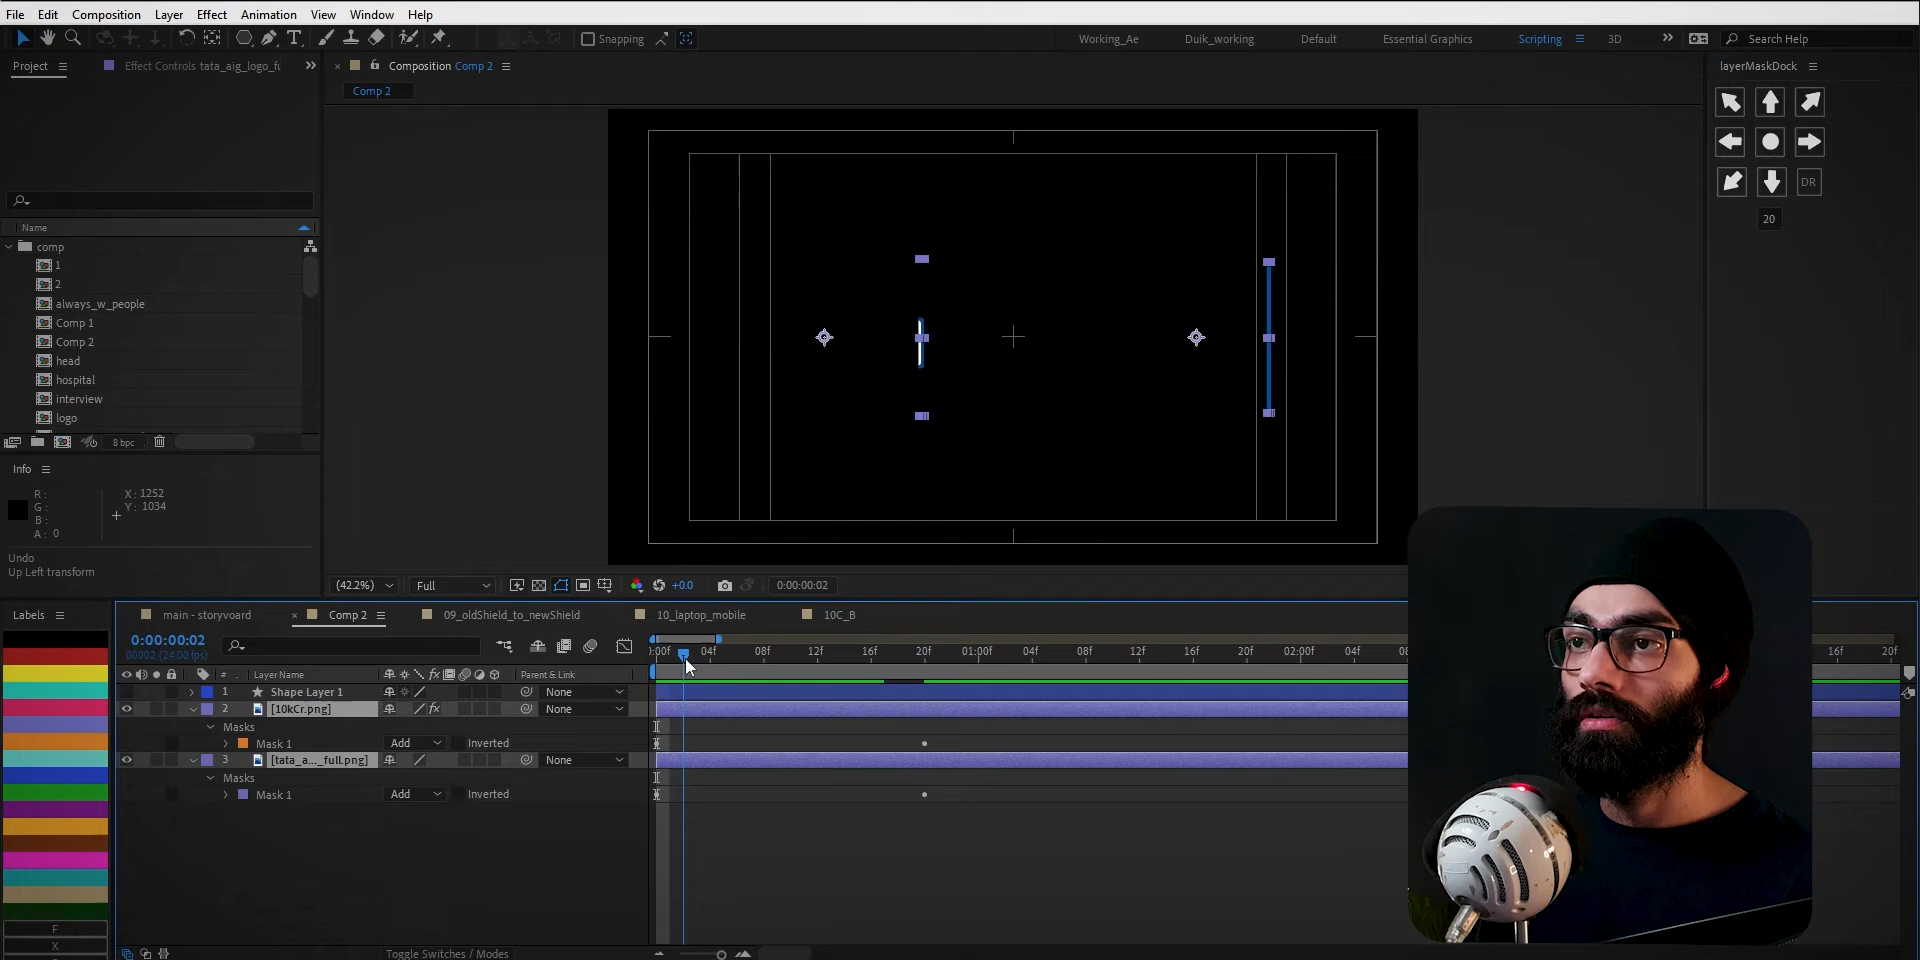 File Edit Composition Layer Effect Animation View Window Help
Snapping
Working_Ae Duik_working Default Essential Graphics Scripting 3D Search Help
Project Effect Controls tata_aig_logo_fu
Composition Comp 2
layerMaskDock
Comp 2
DR
20
Name
comp
1
2
always_w_people
Comp 1
Comp 2
head
hospital
interview
logo
8 bpc
Info
R :
G :
B :
A : 0
X : 1252
Y : 1034
Undo
Up Left transform
(42.2%) Full +0.0 0:00:00:02
Labels
main - storyvoard Comp 2 09_oldShield_to_newShield 10_laptop_mobile 10C_B
0:00:00:02
00002 (24.00 fps)
):00f 04f 08f 12f 16f 20f 01:00f 04f 08f 12f 16f 20f 02:00f 04f 16f 20f
# Layer Name fx Parent & Link
1 Shape Layer 1 None
2 [10kCr.png] fx None
Masks
Mask 1 Add Inverted
3 [tata_a..._full.png] None
Masks
Mask 1 Add Inverted
F
X
Toggle Switches / Modes